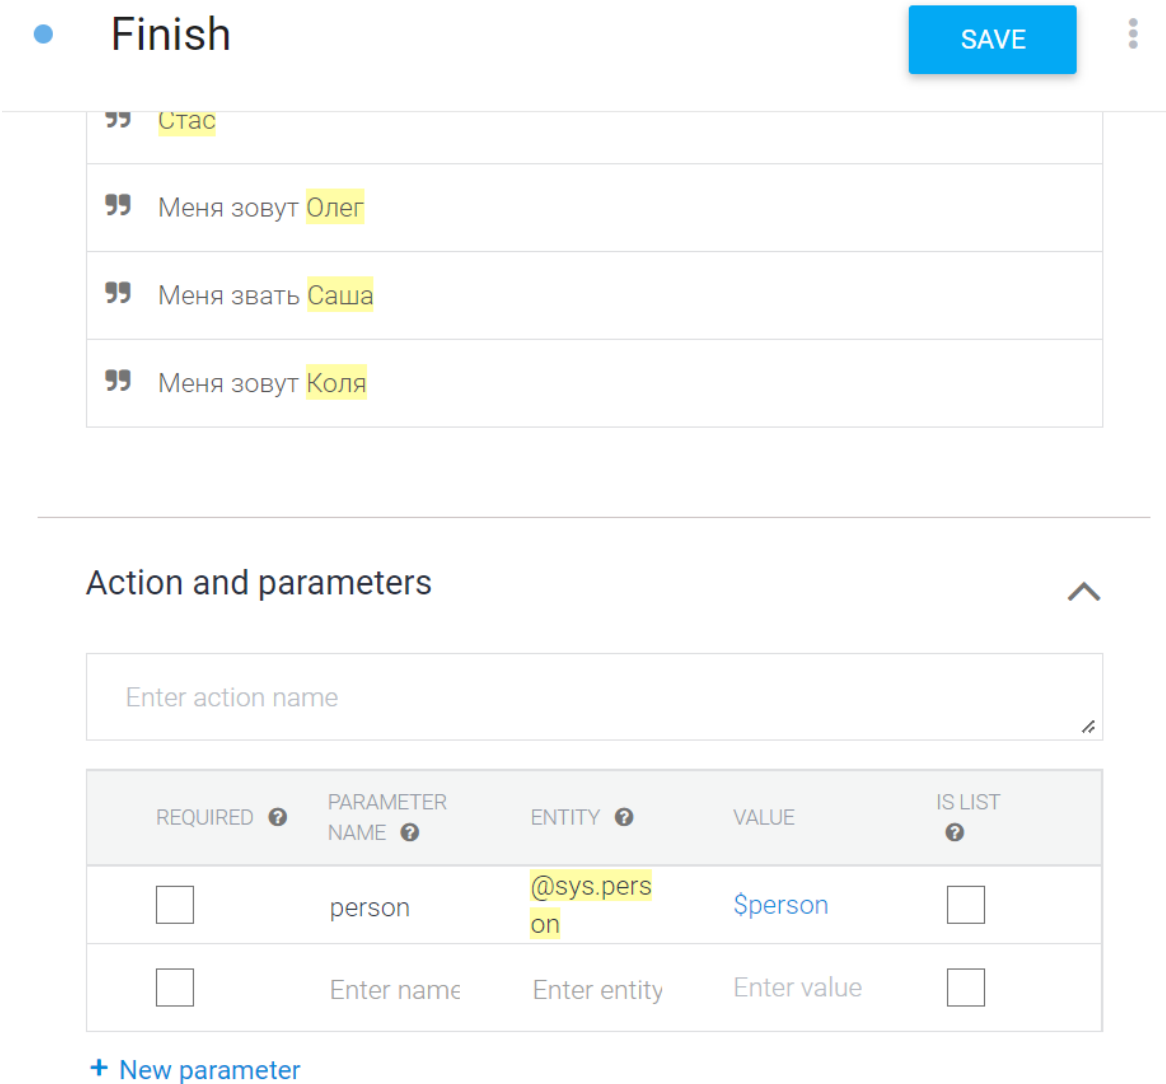 Finish
SAVE
Стас
Меня зовут Олег
Меня звать Саша
Меня зовут Коля
Action and parameters
Enter action name
REQUIRED
PARAMETER
NAME
ENTITY
VALUE
IS LIST
person
@sys.pers
on
$person
Enter name
Enter entity
Enter value
+ New parameter